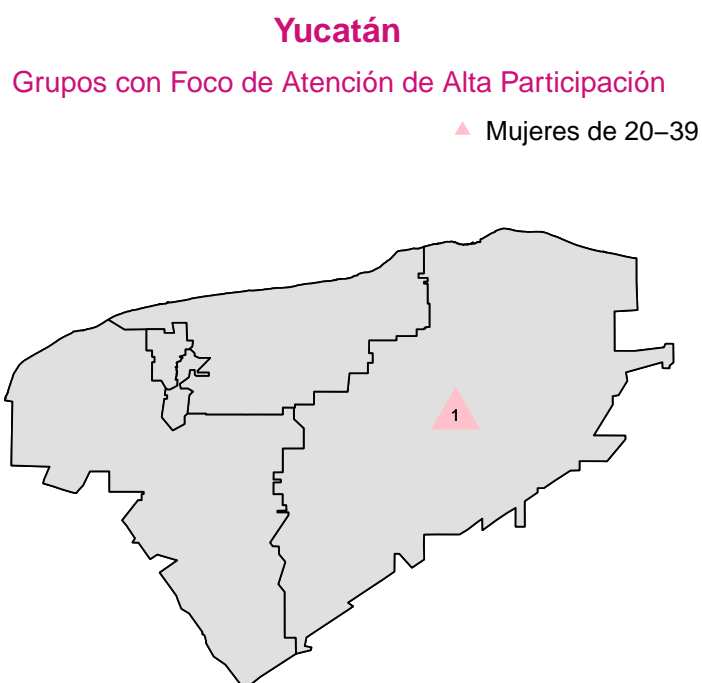 Yucatán
Grupos con Foco de Atención de Alta Participación
Mujeres de 20−39
1